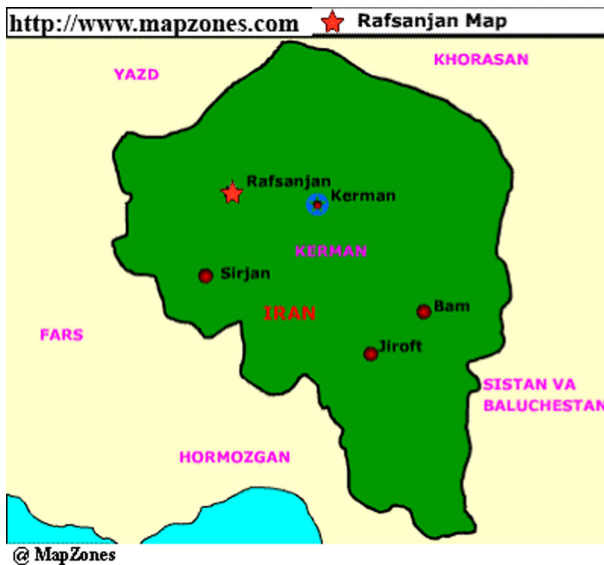 http://www.mapzones.com
Rafsanjan Map
YAZD
KHORASAN
Rafsanjan
Kerman
KERMAN
Sirjan
IRAN
Bam
FARS
Jiroft
SISTAN VA
BALUCHESTAN
HORMOZGAN
@ MapZones